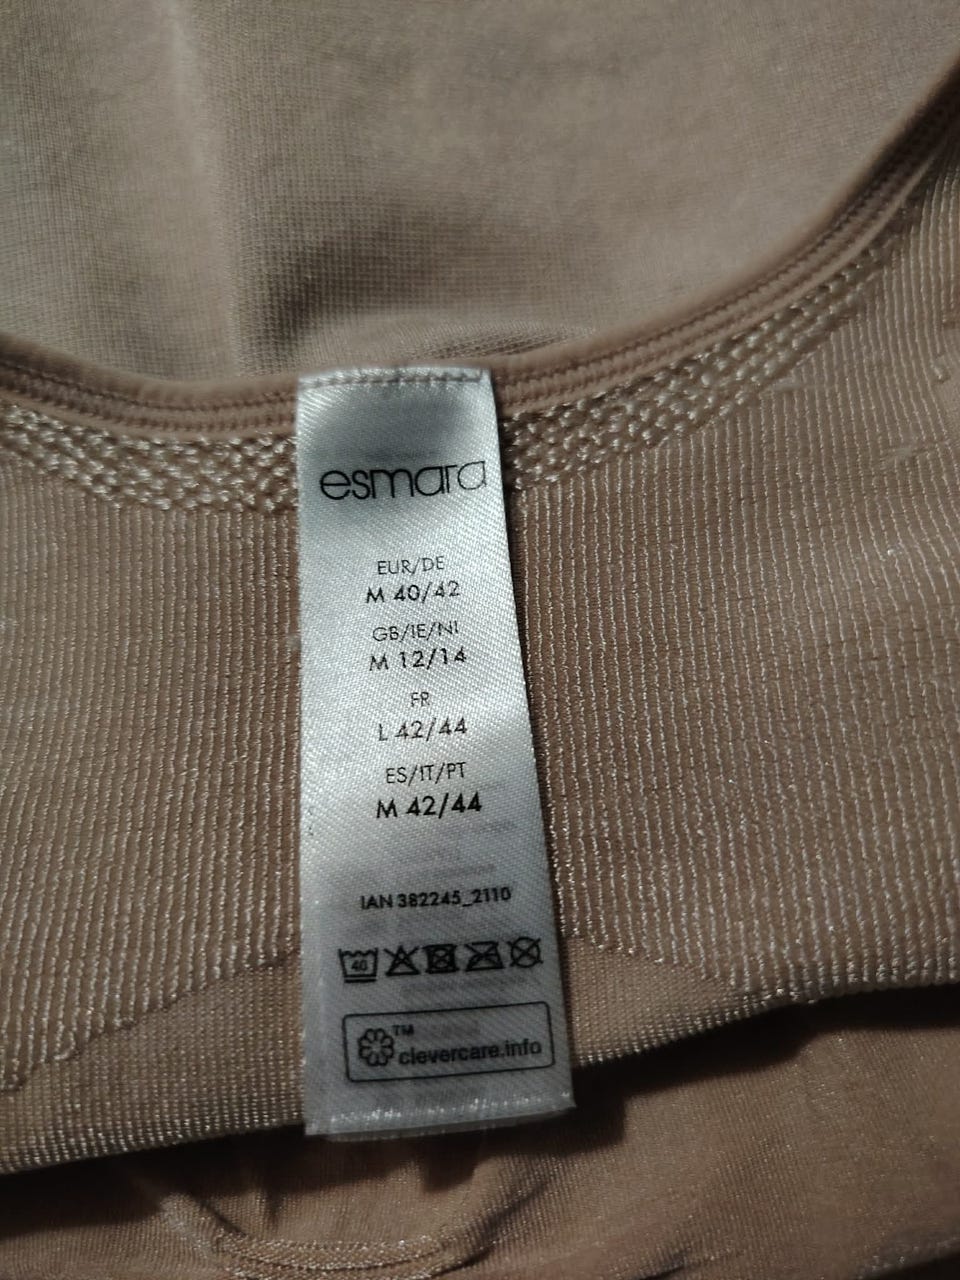 esmara
EUR/DE
M 40/42
GB/IE/NI
M 12/14
FR
L 42/44
ES/IT/PT
M 42/44
IAN 382245_2110
40
™
clevercare.info